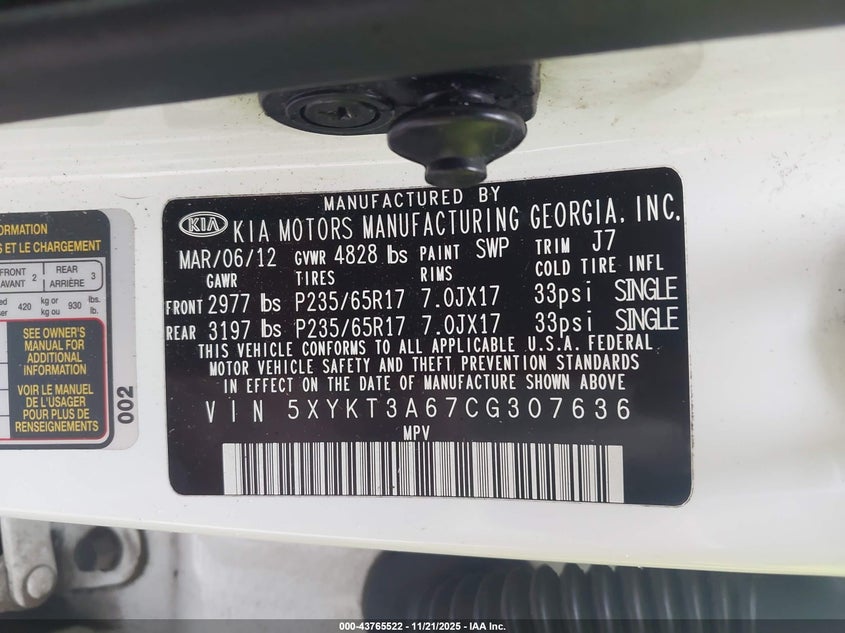 MANUFACTURED BY
KIA KIA MOTORS MANUFACTURING GEORGIA, INC.
MAR/06/12 GVWR 4828 lbs PAINT SWP TRIM J7
GAWR TIRES RIMS COLD TIRE INFL
FRONT 2977 lbs P235/65R17 7.0JX17 33psi SINGLE
REAR 3197 lbs P235/65R17 7.0JX17 33psi SINGLE
THIS VEHICLE CONFORMS TO ALL APPLICABLE U.S.A. FEDERAL
MOTOR VEHICLE SAFETY AND THEFT PREVENTION STANDARDS
IN EFFECT ON THE DATE OF MANUFACTURE SHOWN ABOVE
VIN 5XYKT3A67CG307636
MPV
ET LE CHARGEMENT
FRONT AVANT 2 REAR ARRIÈRE 3
420 kg or kg ou 930 lbs. lb.
SEE OWNER'S
MANUAL FOR
ADDITIONAL
INFORMATION
VOIR LE MANUEL
DE L'USAGER
POUR PLUS DE
RENSEIGNEMENTS
002
000-43765522 - 11/21/2025 - IAA Inc.